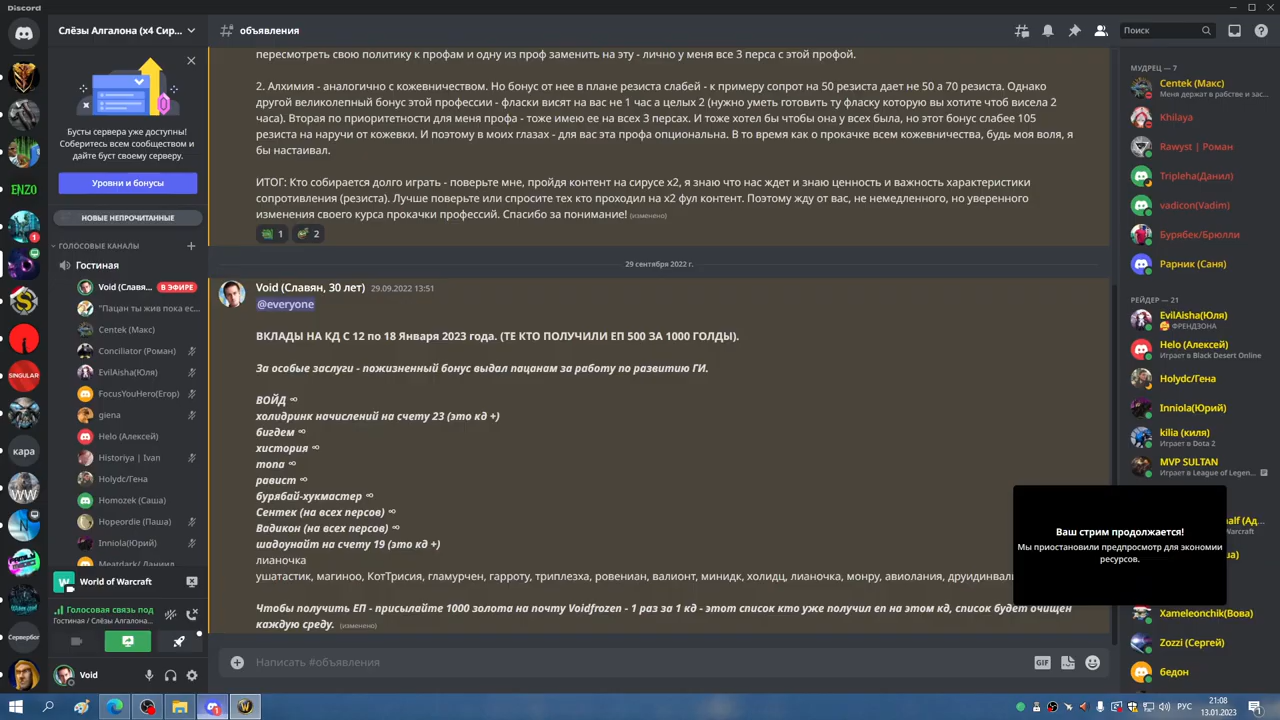 Discord
Слёзы Алгалона (x4 Сир...
объявления
Поиск
Бусты сервера уже доступны!
Соберитесь всем сообществом и
дайте буст своему серверу.
Уровни и бонусы
НОВЫЕ НЕПРОЧИТАННЫЕ
ГОЛОСОВЫЕ КАНАЛЫ
Гостиная
Void (Славя... В ЭФИРЕ
"Пацан ты жив пока ес...
Centek (Макс)
Conciliator (Роман)
EvilAisha(Юля)
FocusYouHero(Егор)
giena
Helo (Алексей)
Historiya | Ivan
Holydc/Гена
Homozek (Саша)
Hopeordie (Паша)
Inniola(Юрий)
Meatdark/ Даниил
World of Warcraft
Голосовая связь под
Гостиная / Слёзы Алгалона...
Void
ENZO
1
SINGULAR
кара
WW
Сервербог
пересмотреть свою политику к профам и одну из проф заменить на эту - лично у меня все 3 перса с этой профой.
2. Алхимия - аналогично с кожевничеством. Но бонус от нее в плане резиста слабей - к примеру сопрот на 50 резиста дает не 50 а 70 резиста. Однако
другой великолепный бонус этой профессии - фласки висят на вас не 1 час а целых 2 (нужно уметь готовить ту фласку которую вы хотите чтоб висела 2
часа). Вторая по приоритетности для меня профа - тоже имею ее на всех 3 персах. И тоже хотел бы чтобы она у всех была, но этот бонус слабее 105
резиста на наручи от кожевки. И поэтому в моих глазах - для вас эта профа опциональна. В то время как о прокачке всем кожевничества, будь моя воля, я
бы настаивал.
ИТОГ: Кто собирается долго играть - поверьте мне, пройдя контент на сирусе x2, я знаю что нас ждет и знаю ценность и важность характеристики
сопротивления (резиста). Лучше поверьте или спросите тех кто проходил на x2 фул контент. Поэтому жду от вас, не немедленного, но уверенного
изменения своего курса прокачки профессий. Спасибо за понимание! (изменено)
1 2
29 сентября 2022 г.
Void (Славян, 30 лет) 29.09.2022 13:51
@everyone
ВКЛАДЫ НА КД С 12 по 18 Января 2023 года. (ТЕ КТО ПОЛУЧИЛИ ЕП 500 ЗА 1000 ГОЛДЫ).
За особые заслуги - пожизненный бонус выдал пацанам за работу по развитию ГИ.
ВОЙД ∞
холидринк начислений на счету 23 (это кд +)
бигдем ∞
хистория ∞
топа ∞
равист ∞
бурябай-хукмастер ∞
Сентек (на всех персов) ∞
Вадикон (на всех персов) ∞
шадоунайт на счету 19 (это кд +)
лианочка
ушатастик, магиноо, КотТрисия, гламурчен, гарроту, триплезха, ровениан, валионт, минидк, холидц, лианочка, монру, авиолания, друидинвали
Чтобы получить ЕП - присылайте 1000 золота на почту Voidfrozen - 1 раз за 1 кд - этот список кто уже получил еп на этом кд, список будет очищен
каждую среду. (изменено)
Написать #объявления
GIF
МУДРЕЦ — 7
Centek (Макс)
Меня держат в рабстве и зас...
Khilaya
Rawyst | Роман
Tripleha(Данил)
vadicon(Vadim)
Бурябек/Брюлли
Рарник (Саня)
РЕЙДЕР — 21
EvilAisha(Юля)
ФРЕНДЗОНА
Helo (Алексей)
Играет в Black Desert Online
Holydc/Гена
Inniola(Юрий)
kilia (киля)
Играет в Dota 2
MVP SULTAN
Играет в League of Legen...
half (Ад...
Warcraft
Ваш стрим продолжается!
Мы приостановили предпросмотр для экономии
ресурсов.
Xameleonchik(Вова)
Zozzi (Сергей)
бедон
РУС
21:08
13.01.2023
1